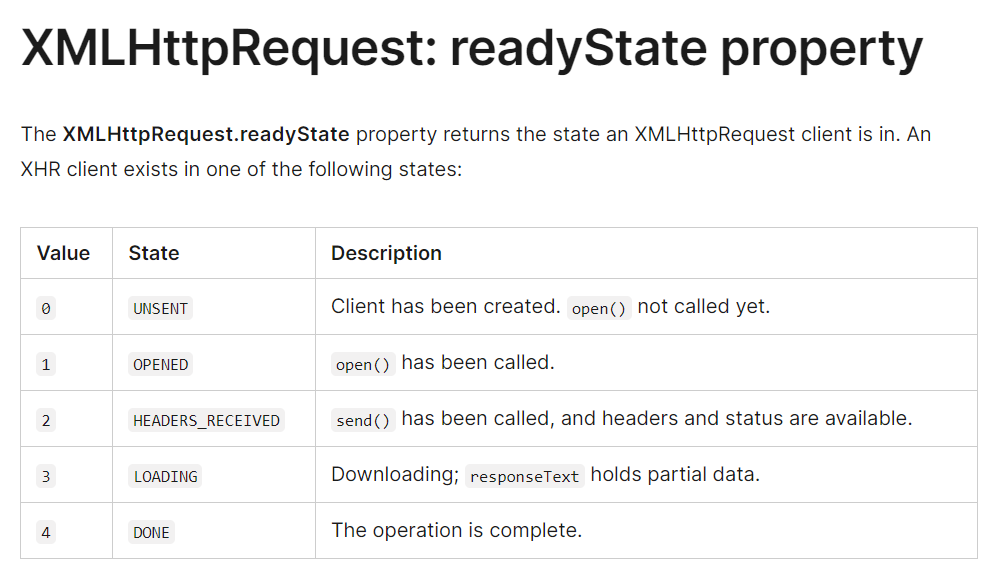 XMLHttpRequest: readyState property
The XMLHttpRequest.readyState property returns the state an XMLHttpRequest client is in. An
XHR client exists in one of the following states:
Value State Description
0 UNSENT Client has been created. open() not called yet.
1 OPENED open() has been called.
2 HEADERS_RECEIVED send() has been called, and headers and status are available.
3 LOADING Downloading; responseText holds partial data.
4 DONE The operation is complete.